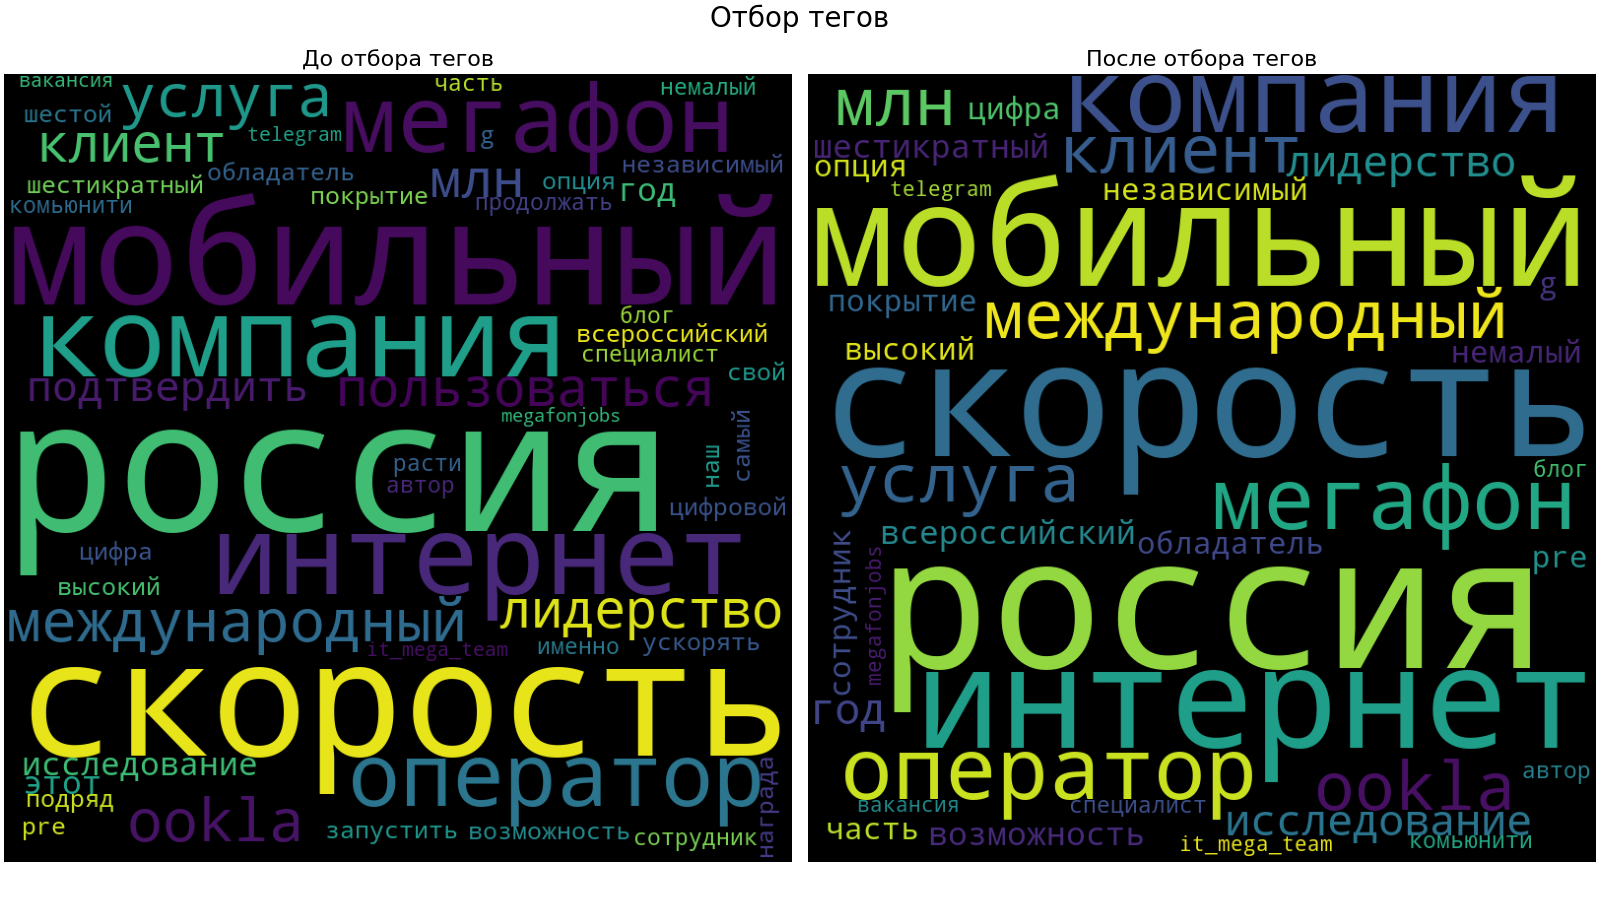 Отбор тегов
До отбора тегов
вакансия
часть
немалый
услуга
мегафон
шестой
клиент
telegram
g
независимый
обладатель
млн
опция
год
шестикратный
покрытие
продолжать
комьюнити
мобильный
компания
блог
всероссийский
специалист
свой
подтвердить
пользоваться
megafonjobs
россия
расти
автор
наш
самый
цифровой
интернет
цифра
высокий
международный
лидерство
it_mega_team
именно
ускорять
скорость
исследование
этот
оператор
награда
подряд
pre
ookla
запустить
возможность
сотрудник
После отбора тегов
млн
цифра
компания
шестикратный
клиент
лидерство
опция
telegram
независимый
мобильный
g
покрытие
международный
высокий
немалый
скорость
услуга
блог
мегафон
всероссийский
обладатель
pre
сотрудник
megafonjobs
россия
интернет
год
оператор
ookla
автор
вакансия
специалист
исследование
часть
возможность
it_mega_team
комьюнити